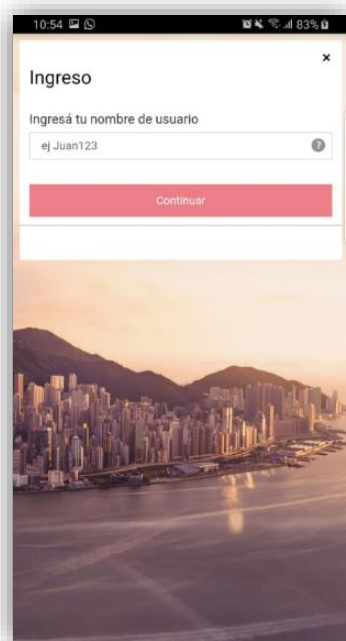 10:54 83%
×
Ingreso
Ingresá tu nombre de usuario
ej Juan123 ?
Continuar